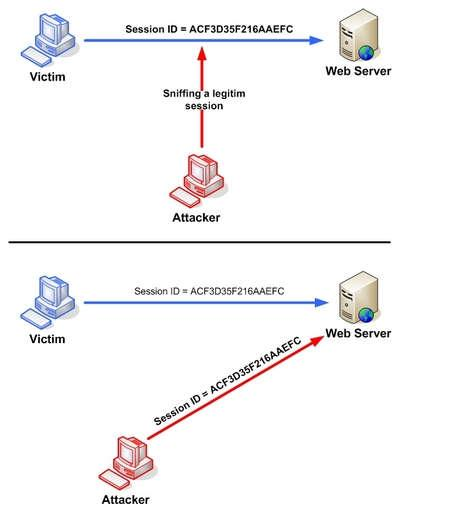 Session ID = ACF3D35F216AAEFC
Victim
Web Server
Sniffing a legitim
session
Attacker
Session ID = ACF3D35F216AAEFC
Victim
Web Server
Session ID = ACF3D35F216AAEFC
Attacker